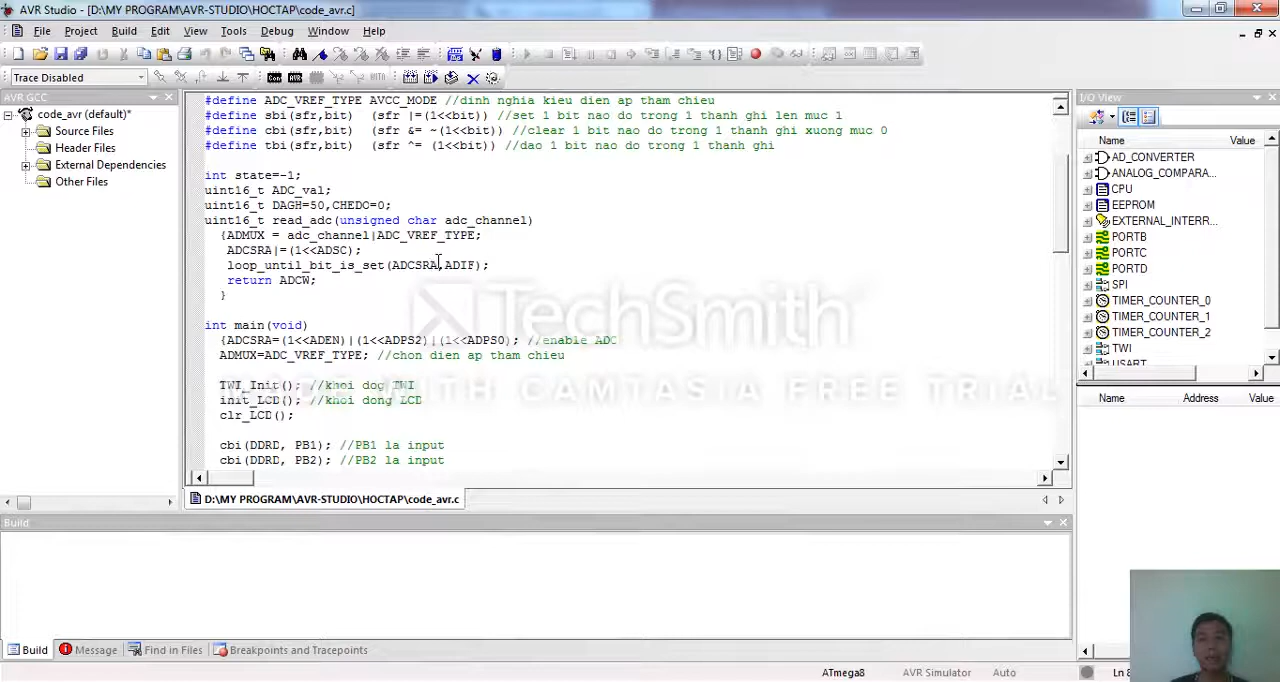 AVR Studio - [D:\MY PROGRAM\AVR-STUDIO\HOCTAP\code_avr.c]
File Project Build Edit View Tools Debug Window Help
Trace Disabled
AVR GCC
code_avr (default)*
Source Files
Header Files
External Dependencies
Other Files
#define ADC_VREF_TYPE AVCC_MODE //dinh nghia kieu dien ap tham chieu
#define sbi(sfr,bit) (sfr |=(1<<bit)) //set 1 bit nao do trong 1 thanh ghi len muc 1
#define cbi(sfr,bit) (sfr &= ~(1<<bit)) //clear 1 bit nao do trong 1 thanh ghi xuong muc 0
#define tbi(sfr,bit) (sfr ^= (1<<bit)) //dao 1 bit nao do trong 1 thanh ghi
int state=-1;
uint16_t ADC_val;
uint16_t DAGH=50,CHEDO=0;
uint16_t read_adc(unsigned char adc_channel)
{ADMUX = adc_channel|ADC_VREF_TYPE;
ADCSRA|=(1<<ADSC);
loop_until_bit_is_set(ADCSRA,ADIF);
return ADCW;
}
int main(void)
{ADCSRA=(1<<ADEN)|(1<<ADPS2)|(1<<ADPS0); //enable ADC
ADMUX=ADC_VREF_TYPE; //chon dien ap tham chieu
TWI_Init(); //khoi dog TWI
init_LCD(); //khoi dong LCD
clr_LCD();
cbi(DDRD, PB1); //PB1 la input
cbi(DDRD, PB2); //PB2 la input
TechSmith
WITH CAMTASIA FREE TRIAL
D:\MY PROGRAM\AVR-STUDIO\HOCTAP\code_avr.c
I/O View
Name Value
AD_CONVERTER
ANALOG_COMPARA...
CPU
EEPROM
EXTERNAL_INTERR...
PORTB
PORTC
PORTD
SPI
TIMER_COUNTER_0
TIMER_COUNTER_1
TIMER_COUNTER_2
TWI
USART
Name Address Value
Build
Build Message Find in Files Breakpoints and Tracepoints
ATmega8 AVR Simulator Auto